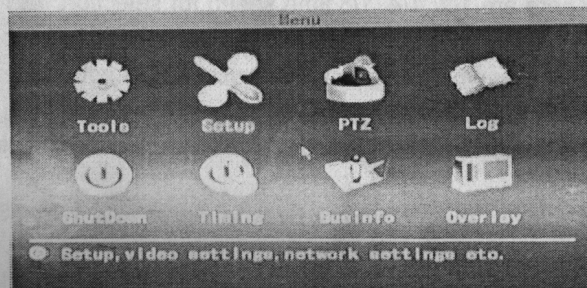 Menu
Tools Setup PTZ Log
ShutDown Timing BusInfo Overlay
Setup, video settings, network settings etc.